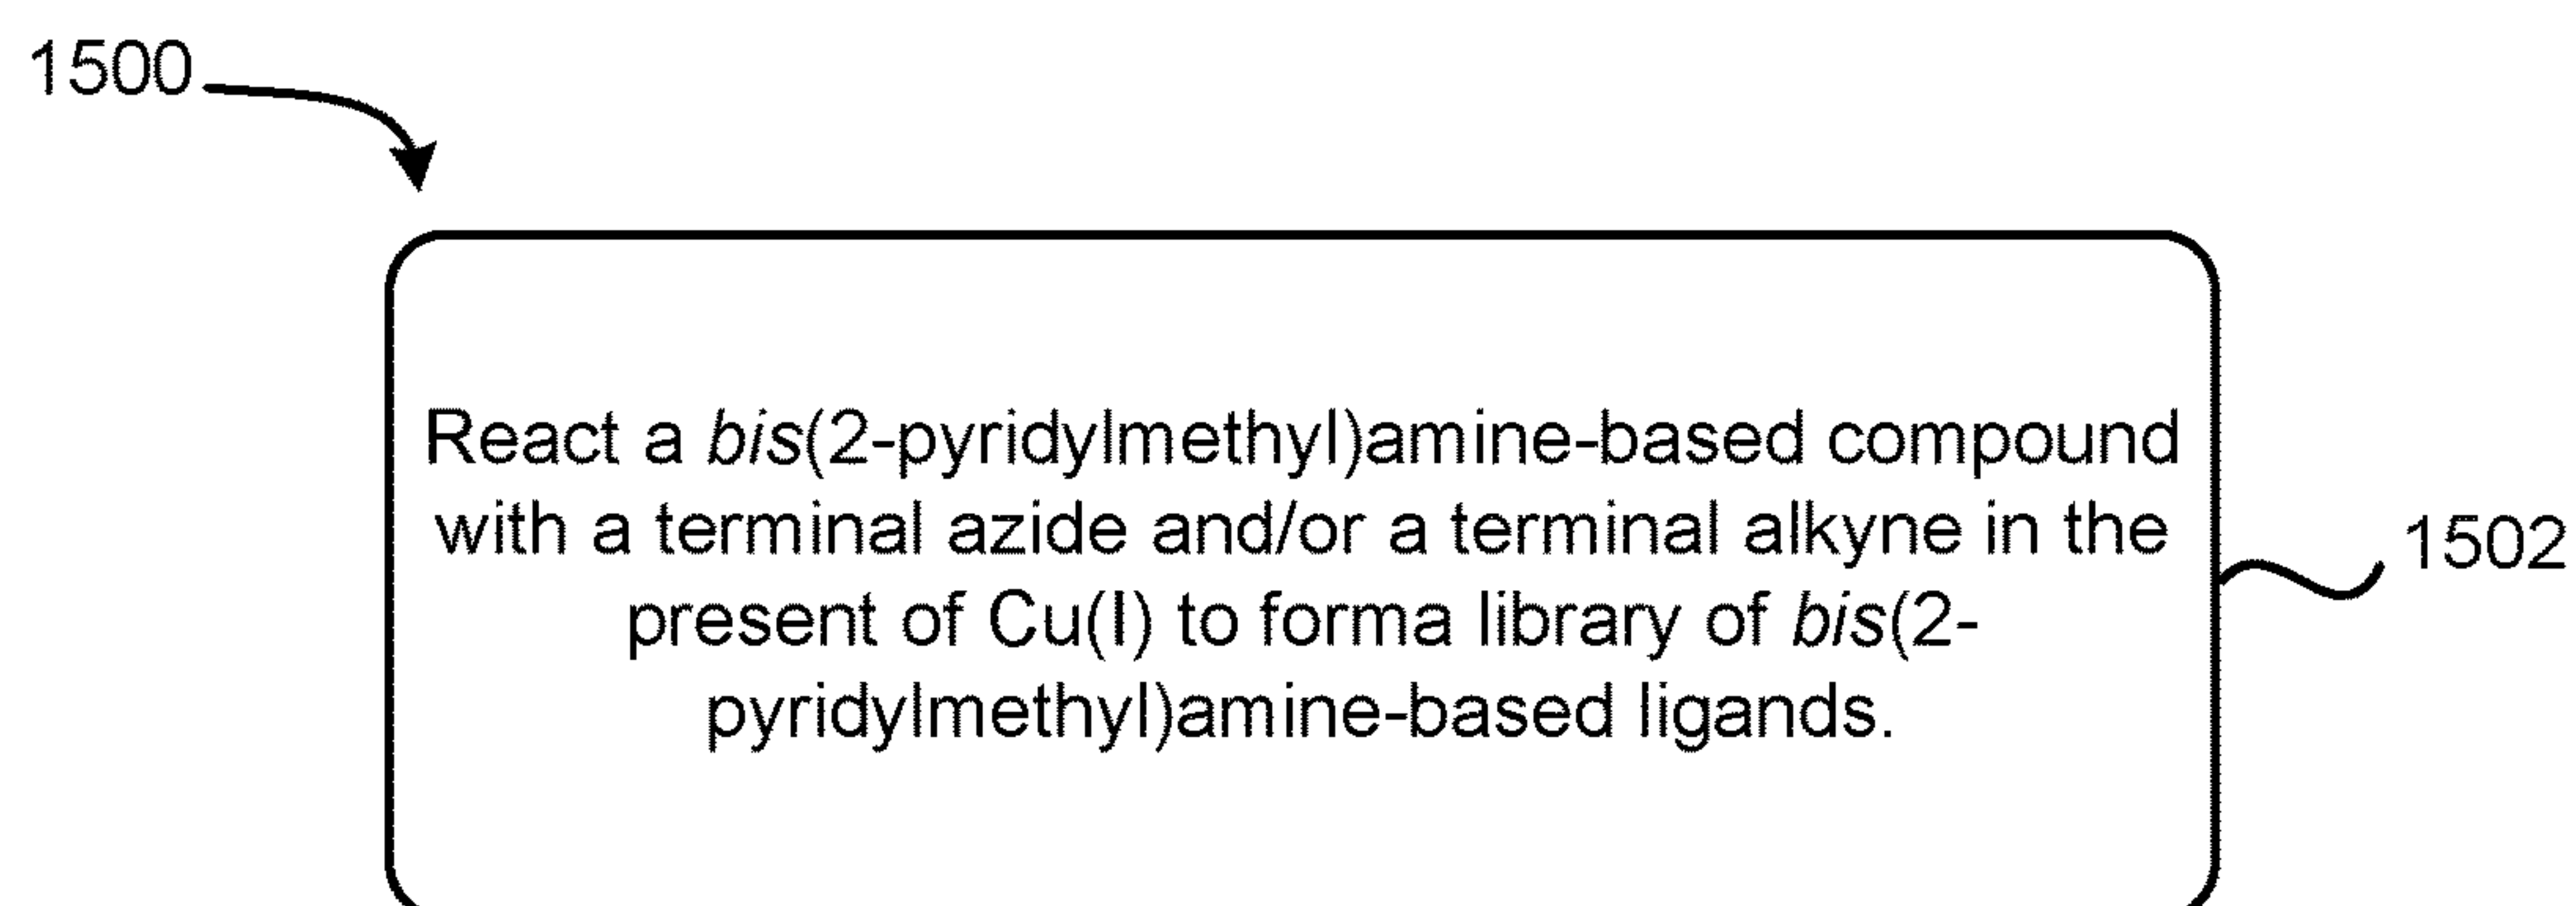 1500
React a bis(2-pyridylmethyl)amine-based compound
with a terminal azide and/or a terminal alkyne in the
present of Cu(I) to forma library of bis(2-
pyridylmethyl)amine-based ligands.
1502